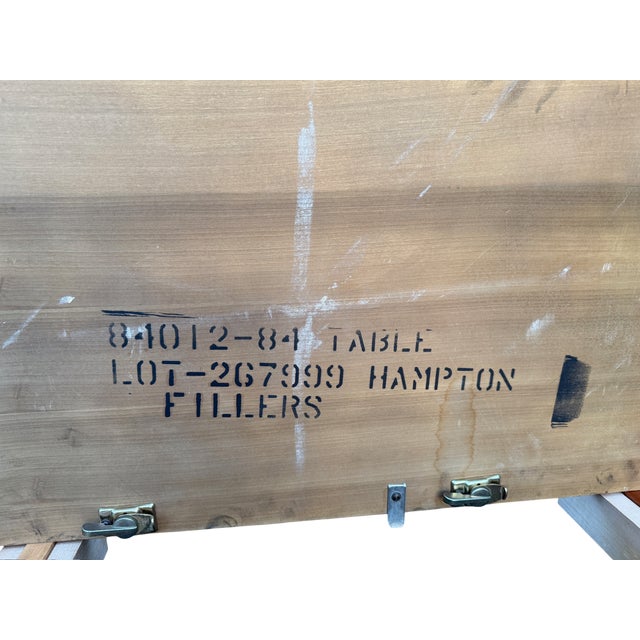 84012-84 TABLE
LOT-267999 HAMPTON
FILLERS